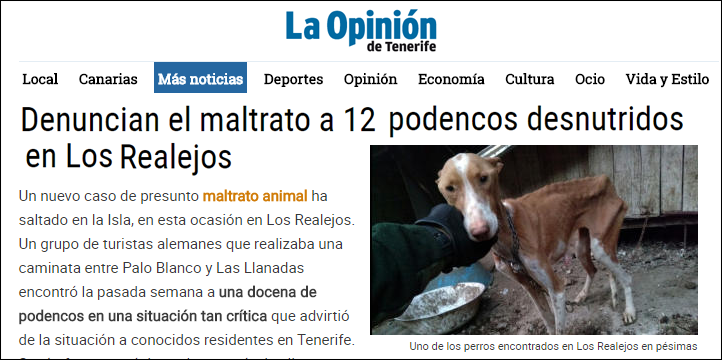 La Opinión
de Tenerife
Local Canarias Más noticias Deportes Opinión Economía Cultura Ocio Vida y Estilo
Denuncian el maltrato a 12 podencos desnutridos
en Los Realejos
Un nuevo caso de presunto maltrato animal ha
saltado en la Isla, en esta ocasión en Los Realejos.
Un grupo de turistas alemanes que realizaba una
caminata entre Palo Blanco y Las Llanadas
encontró la pasada semana a una docena de
podencos en una situación tan crítica que advirtió
de la situación a conocidos residentes en Tenerife.
Uno de los perros encontrados en Los Realejos en pésimas